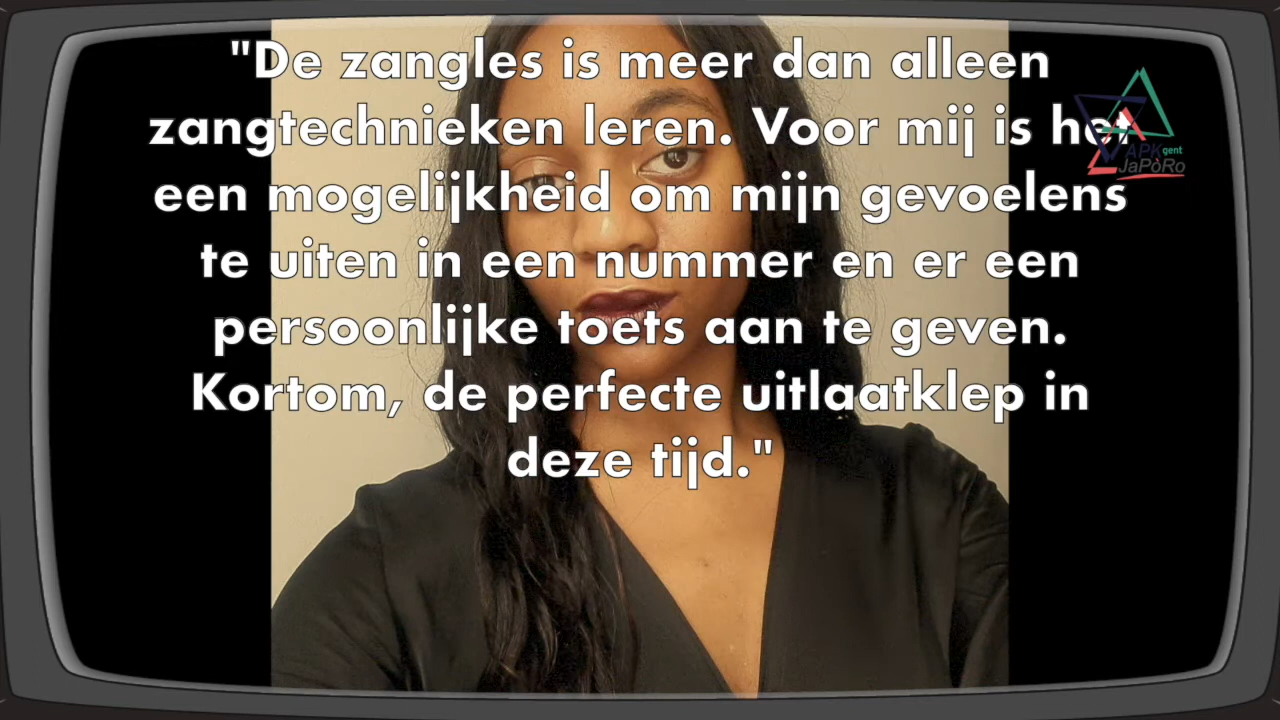 "De zangles is meer dan alleen
zangtechnieken leren. Voor mij is het
een mogelijkheid om mijn gevoelens
te uiten in een nummer en er een
persoonlijke toets aan te geven.
Kortom, de perfecte uitlaatklep in
deze tijd."
APK gent
JaPòRo